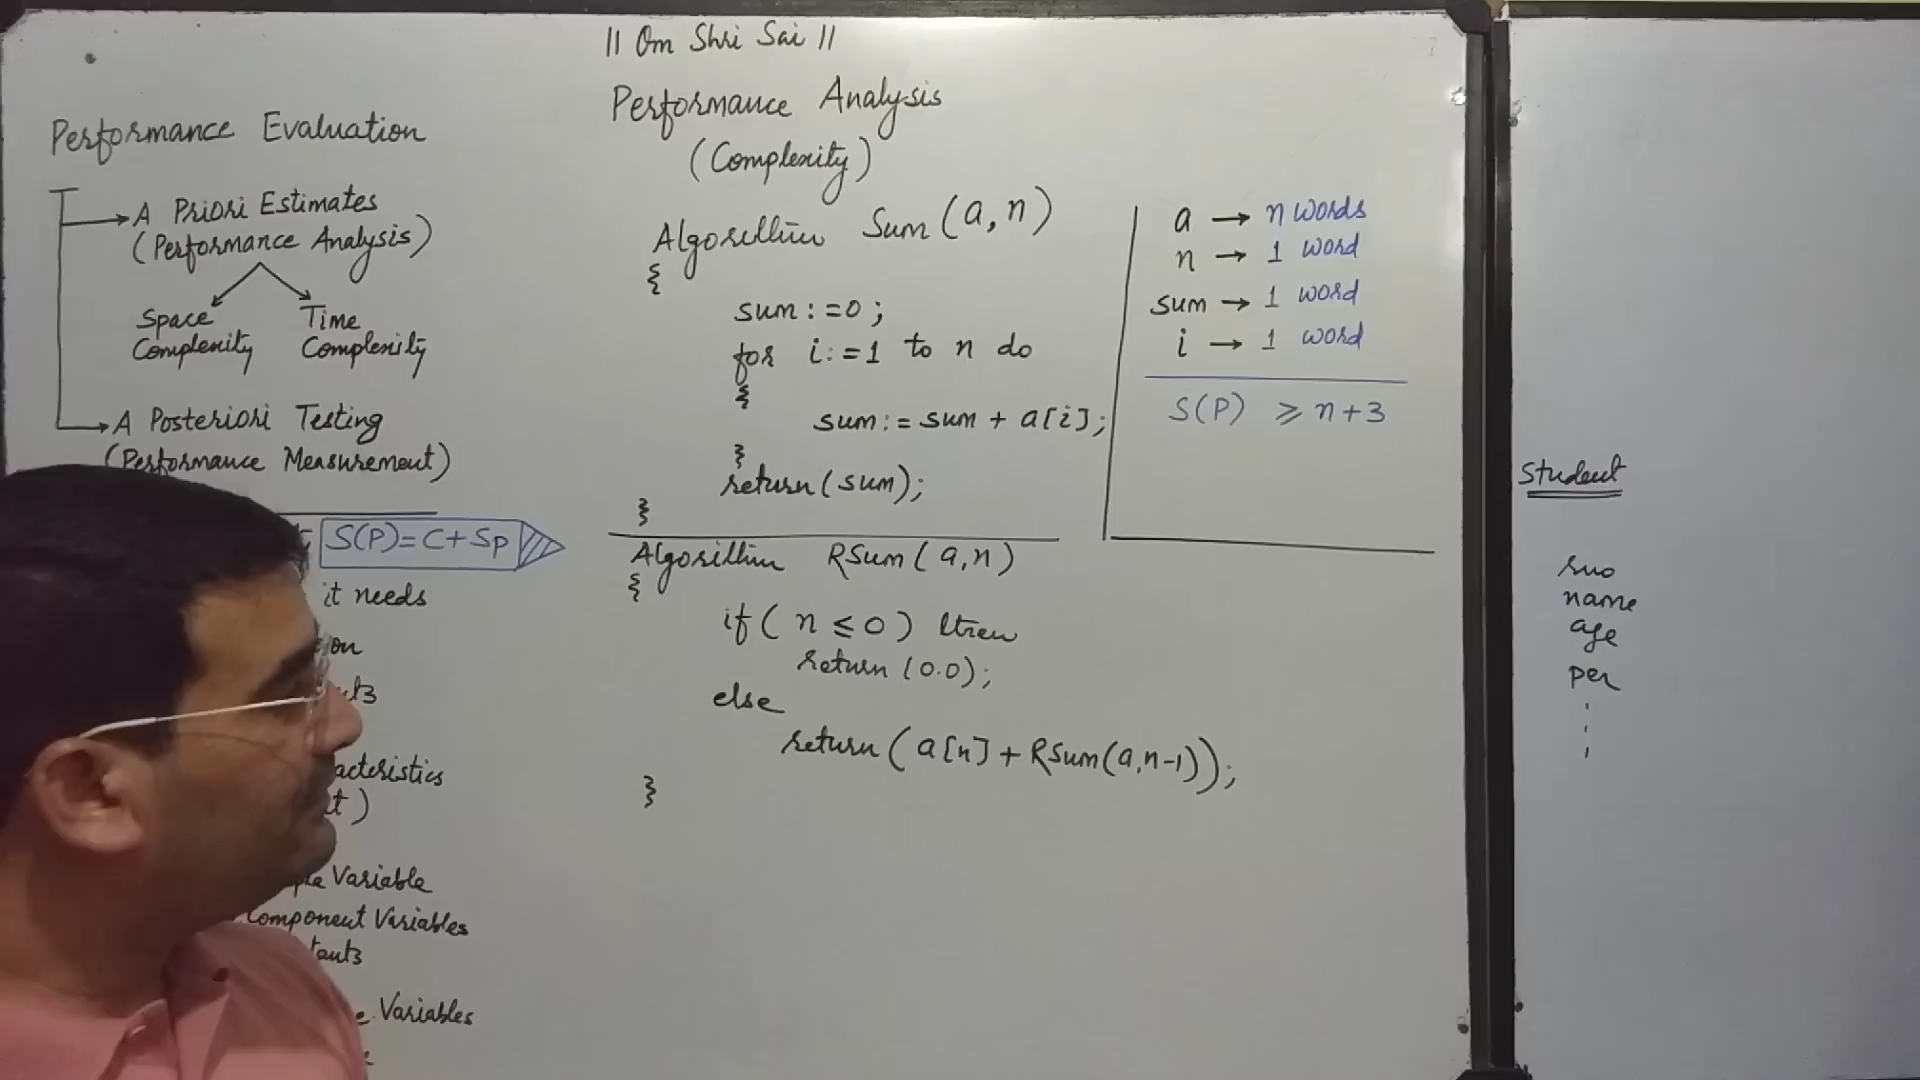 || Om Shri Sai ||
Performance Analysis
(Complexity)
Performance Evaluation
A Priori Estimates
(Performance Analysis)
Space Complexity
Time Complexity
A Posteriori Testing
(Performance Measurement)
S(P)=C+Sp
it needs
Variable
Component Variables
Variables
Algorithm Sum(a,n)
{
sum:=0;
for i:=1 to n do
{
sum:=sum + a[i];
}
return(sum);
}
Algorithm RSum(a,n)
{
if(n ≤ 0) then
return(0.0);
else
return(a[n]+RSum(a,n-1));
}
a → n words
n → 1 word
sum → 1 word
i → 1 word
S(P) ≥ n+3
Student
rno
name
age
per